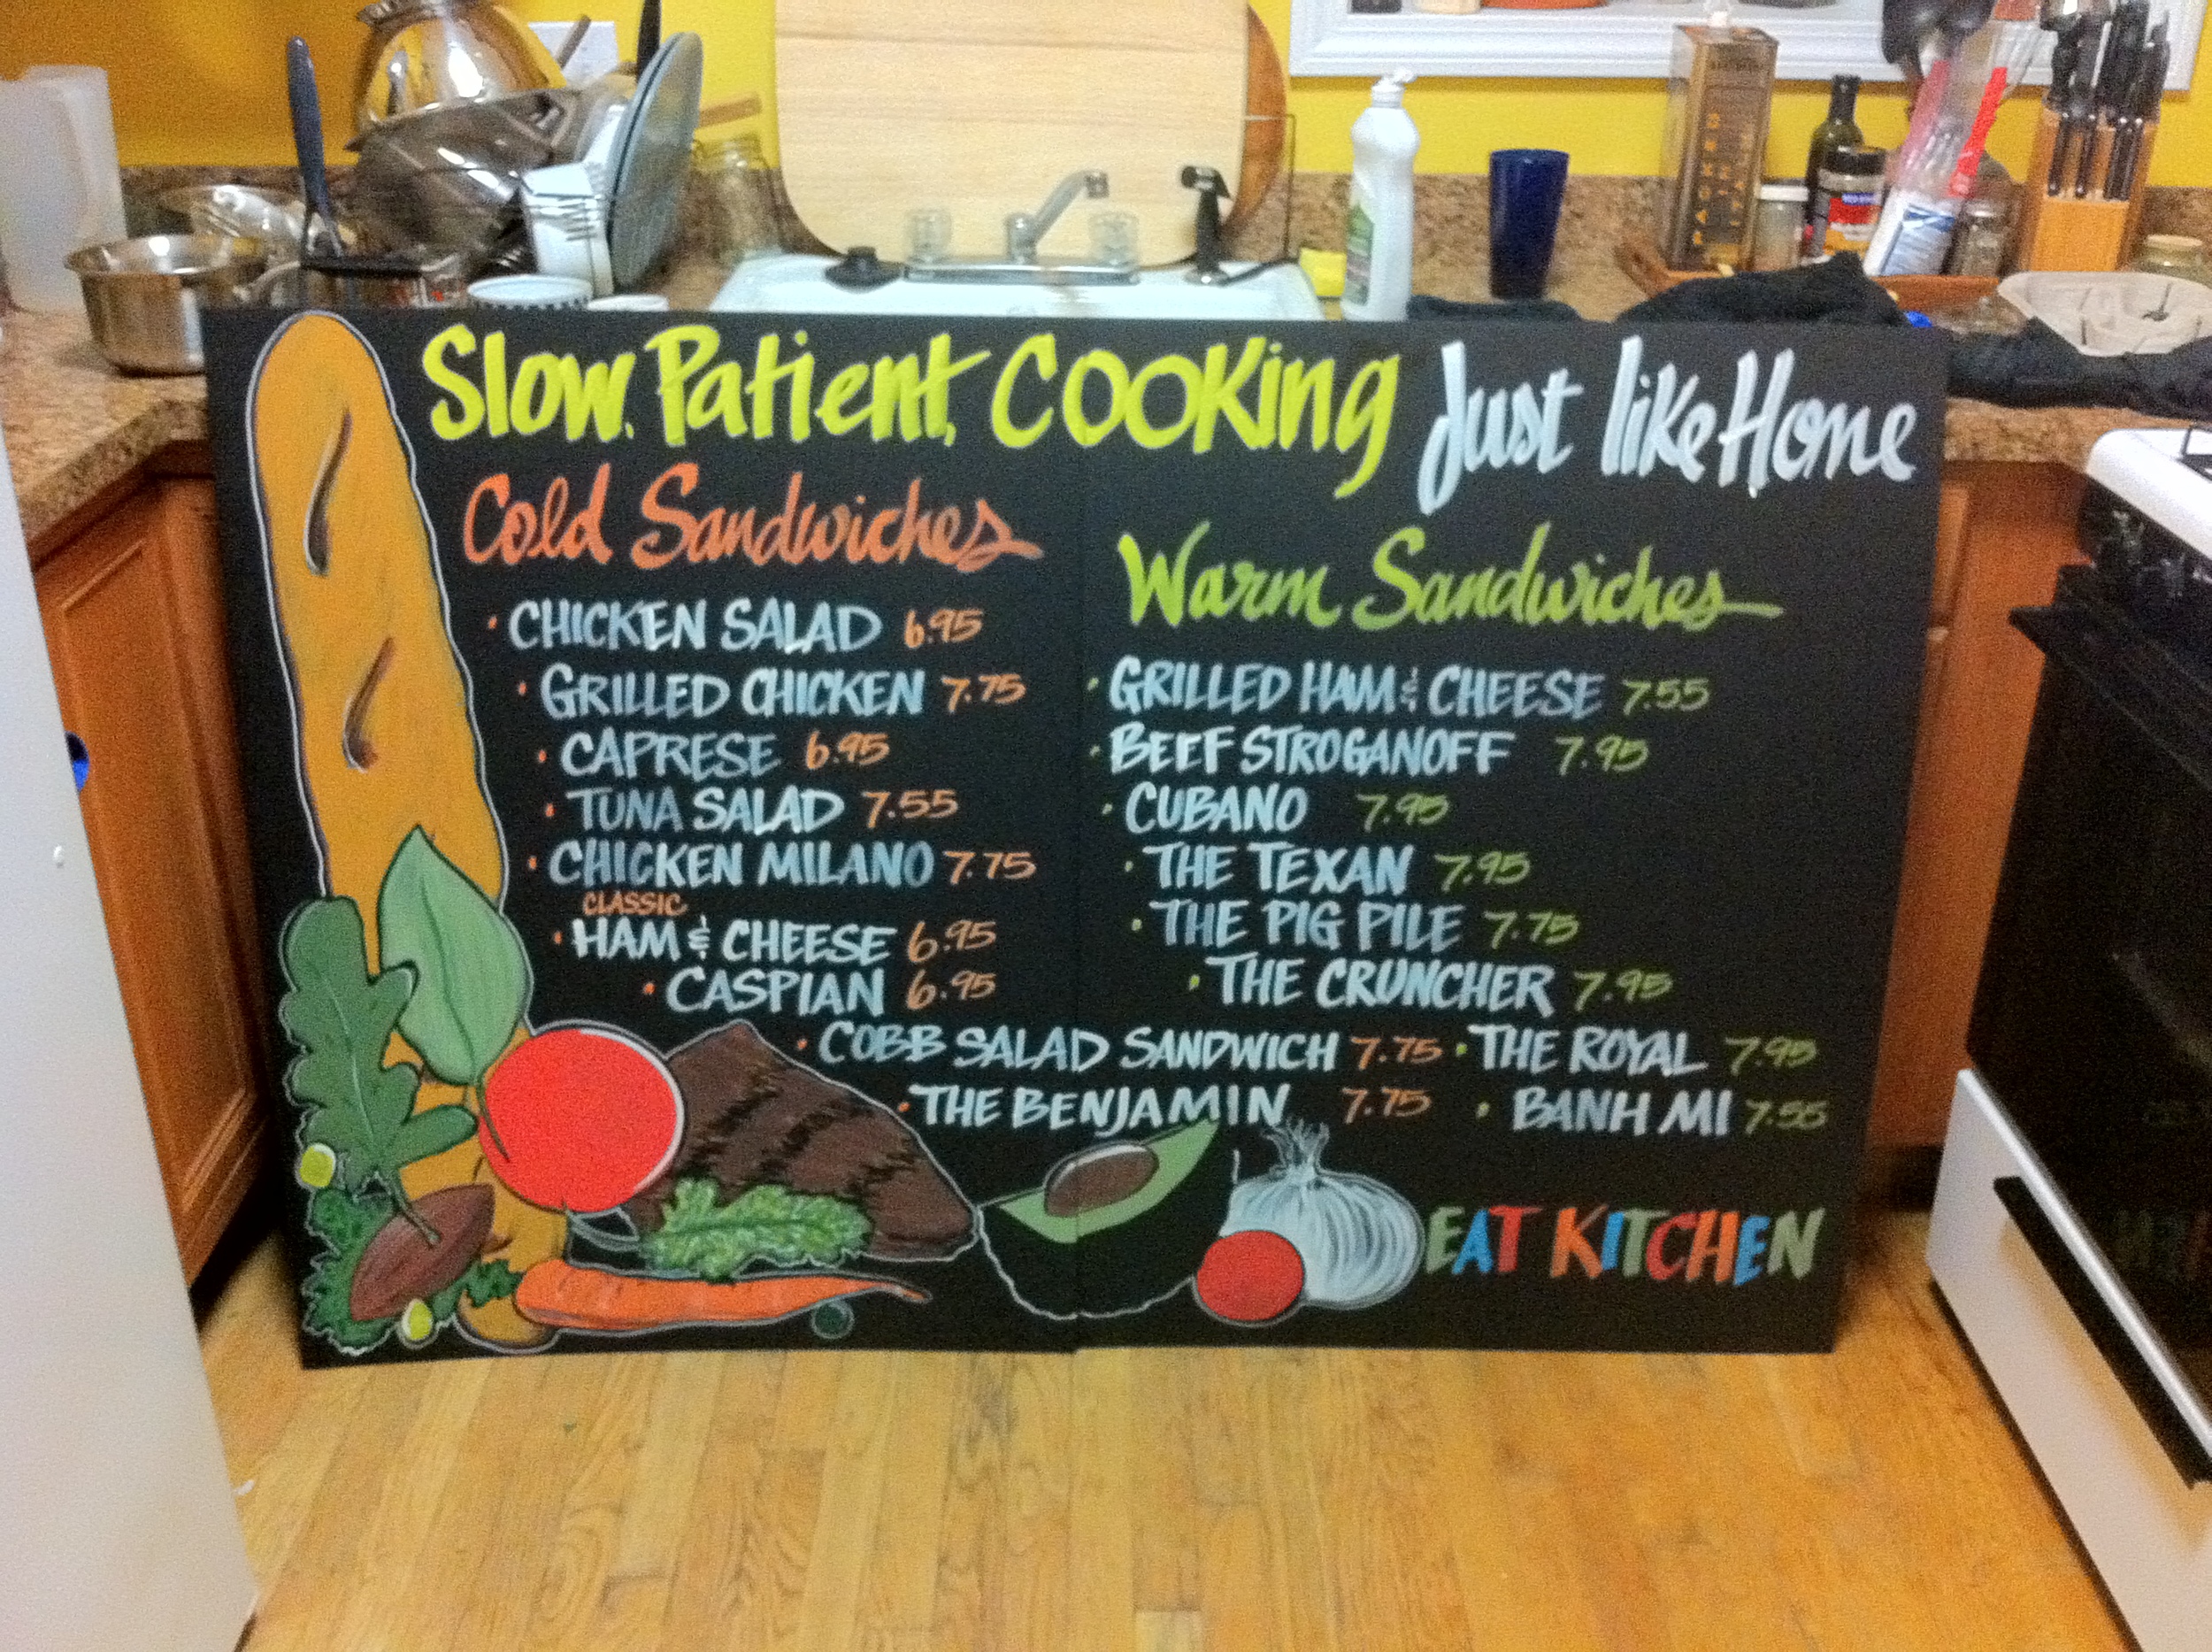 Slow, Patient, Cooking Just like Home
Cold Sandwiches
• CHICKEN SALAD 6.95
• GRILLED CHICKEN 7.75
• CAPRESE 6.95
• TUNA SALAD 7.55
• CHICKEN MILANO 7.75
CLASSIC
• HAM & CHEESE 6.95
• CASPIAN 6.95
• COBB SALAD SANDWICH 7.75
• THE BENJAMIN 7.75
Warm Sandwiches
• GRILLED HAM & CHEESE 7.55
• BEEF STROGANOFF 7.95
• CUBANO 7.95
• THE TEXAN 7.95
• THE PIG PILE 7.75
• THE CRUNCHER 7.95
• THE ROYAL 7.95
• BANH MI 7.55
EAT KITCHEN